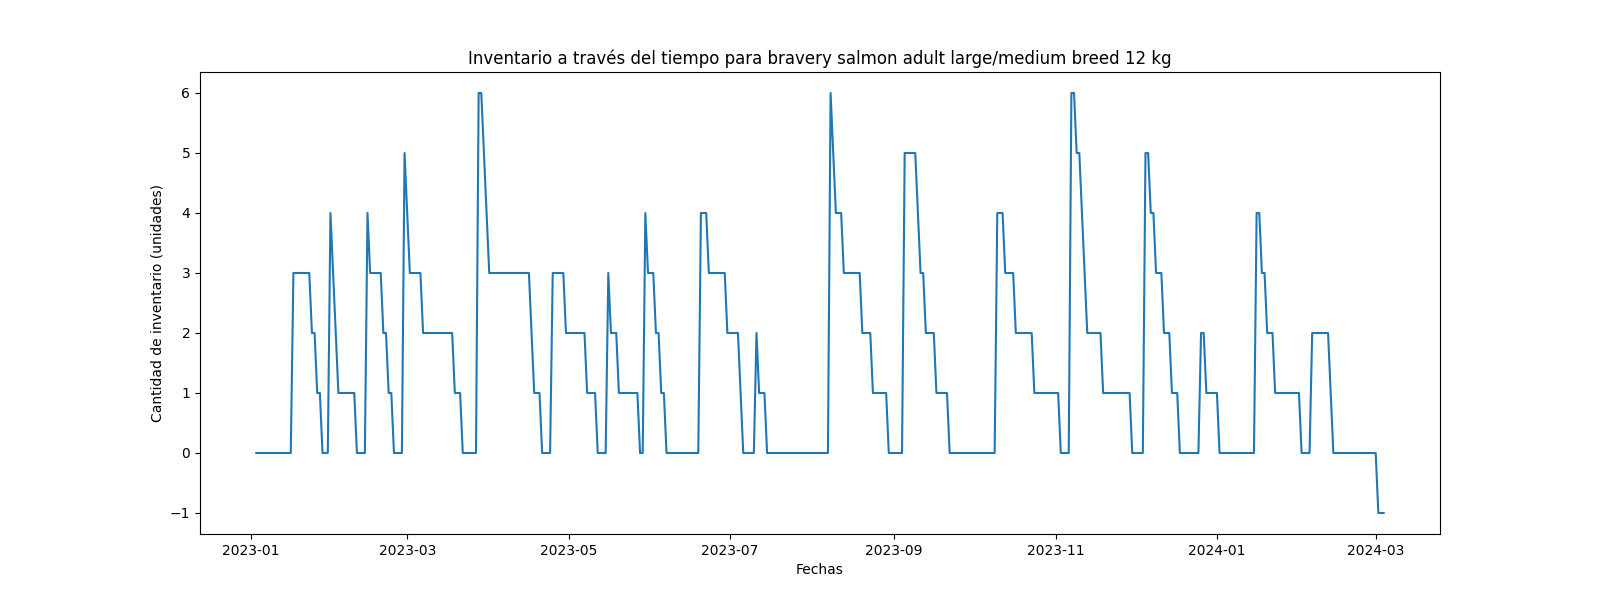 Inventario a través del tiempo para bravery salmon adult large/medium breed 12 kg
Cantidad de inventario (unidades)
6
5
4
3
2
1
0
−1
2023-01 2023-03 2023-05 2023-07 2023-09 2023-11 2024-01 2024-03
Fechas